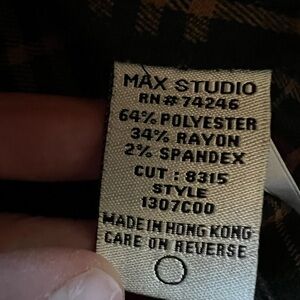 MAX STUDIO
RN # 74246
64% POLYESTER
34% RAYON
2% SPANDEX
CUT : 8315
STYLE
1307C00
MADE IN HONG KONG
CARE ON REVERSE